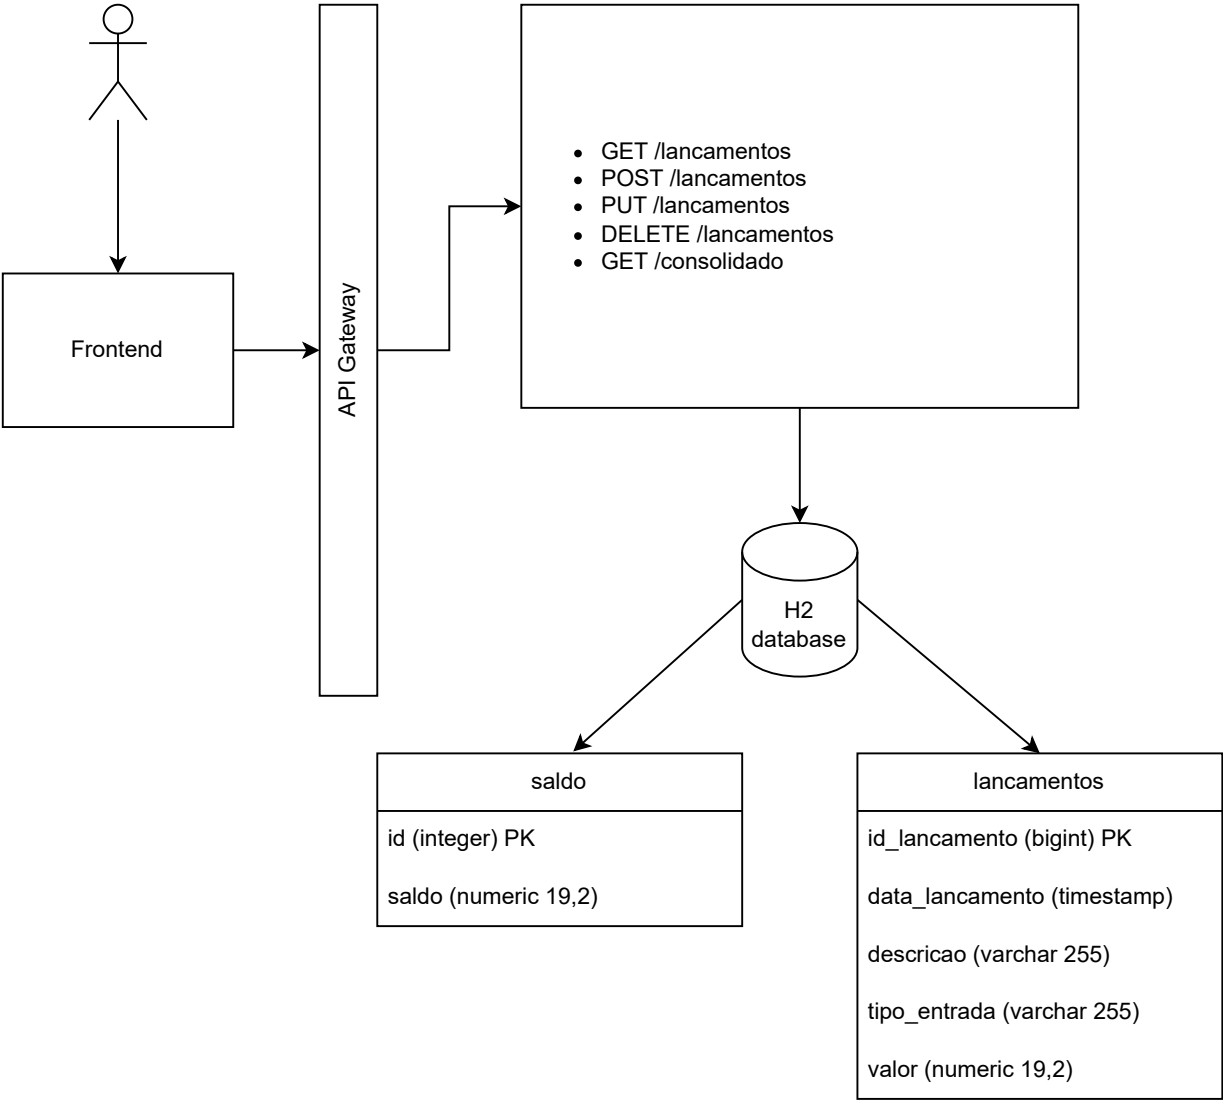 GET /lancamentos
POST /lancamentos
PUT /lancamentos
DELETE /lancamentos
GET /consolidado
Frontend
API Gateway
H2
database
saldo
id (integer) PK
saldo (numeric 19,2)
lancamentos
id_lancamento (bigint) PK
data_lancamento (timestamp)
descricao (varchar 255)
tipo_entrada (varchar 255)
valor (numeric 19,2)